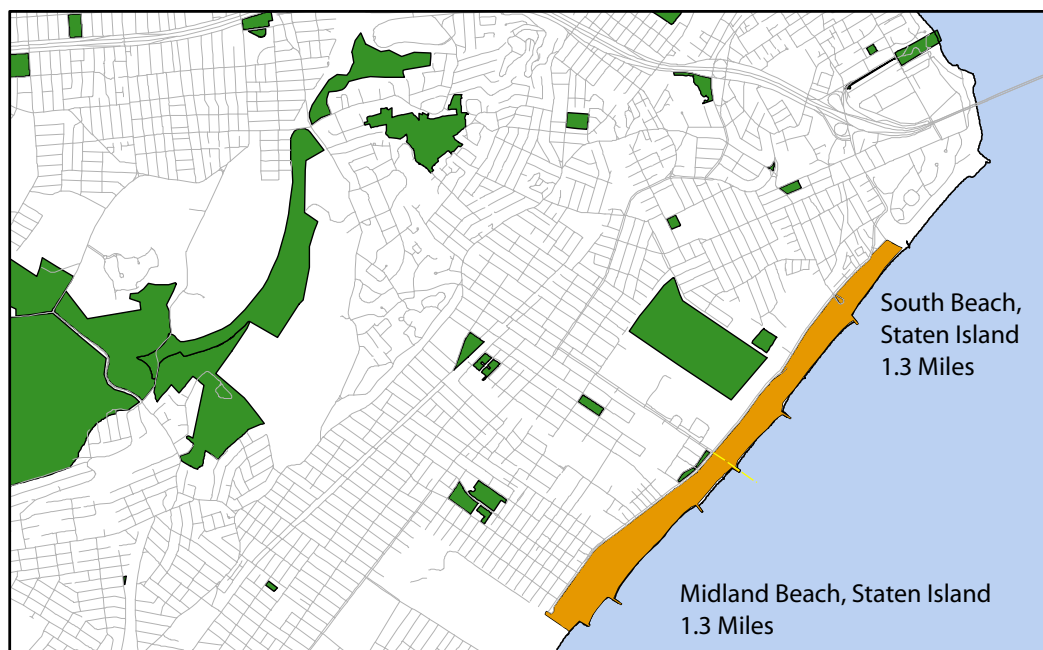 South Beach,
Staten Island
1.3 Miles
Midland Beach, Staten Island
1.3 Miles